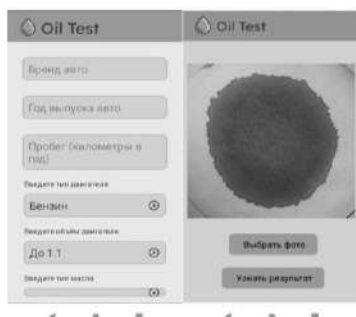 Oil Test
Бренд авто
Год выпуска авто
Пробег (километры в
год)
Введите тип двигателя
Бензин
Введите объём двигателя
До 1.1
Введите тип масла
Oil Test
Выбрать фото
Узнать результат